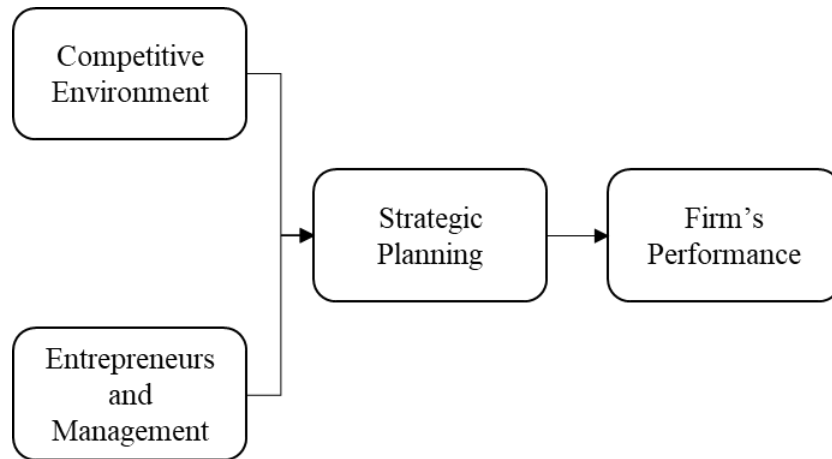 Competitive
Environment
Strategic
Planning
Firm's
Performance
Entrepreneurs
and
Management